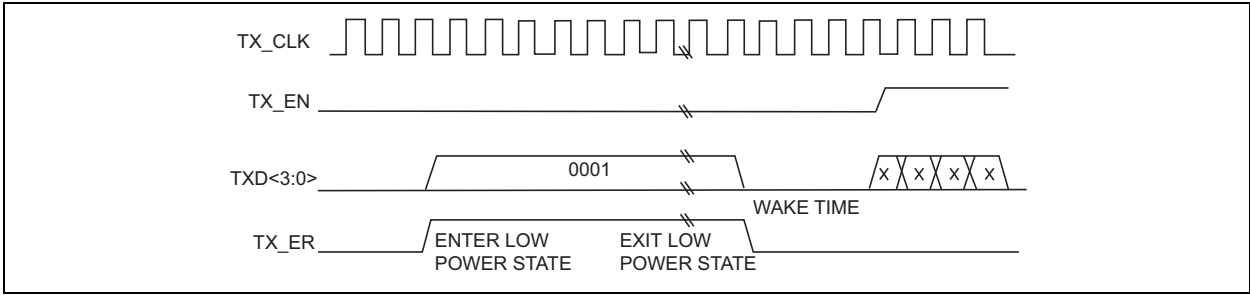 TX_CLK
TX_EN
TXD<3:0>
0001
x x x x
WAKE TIME
TX_ER
ENTER LOW
POWER STATE
EXIT LOW
POWER STATE